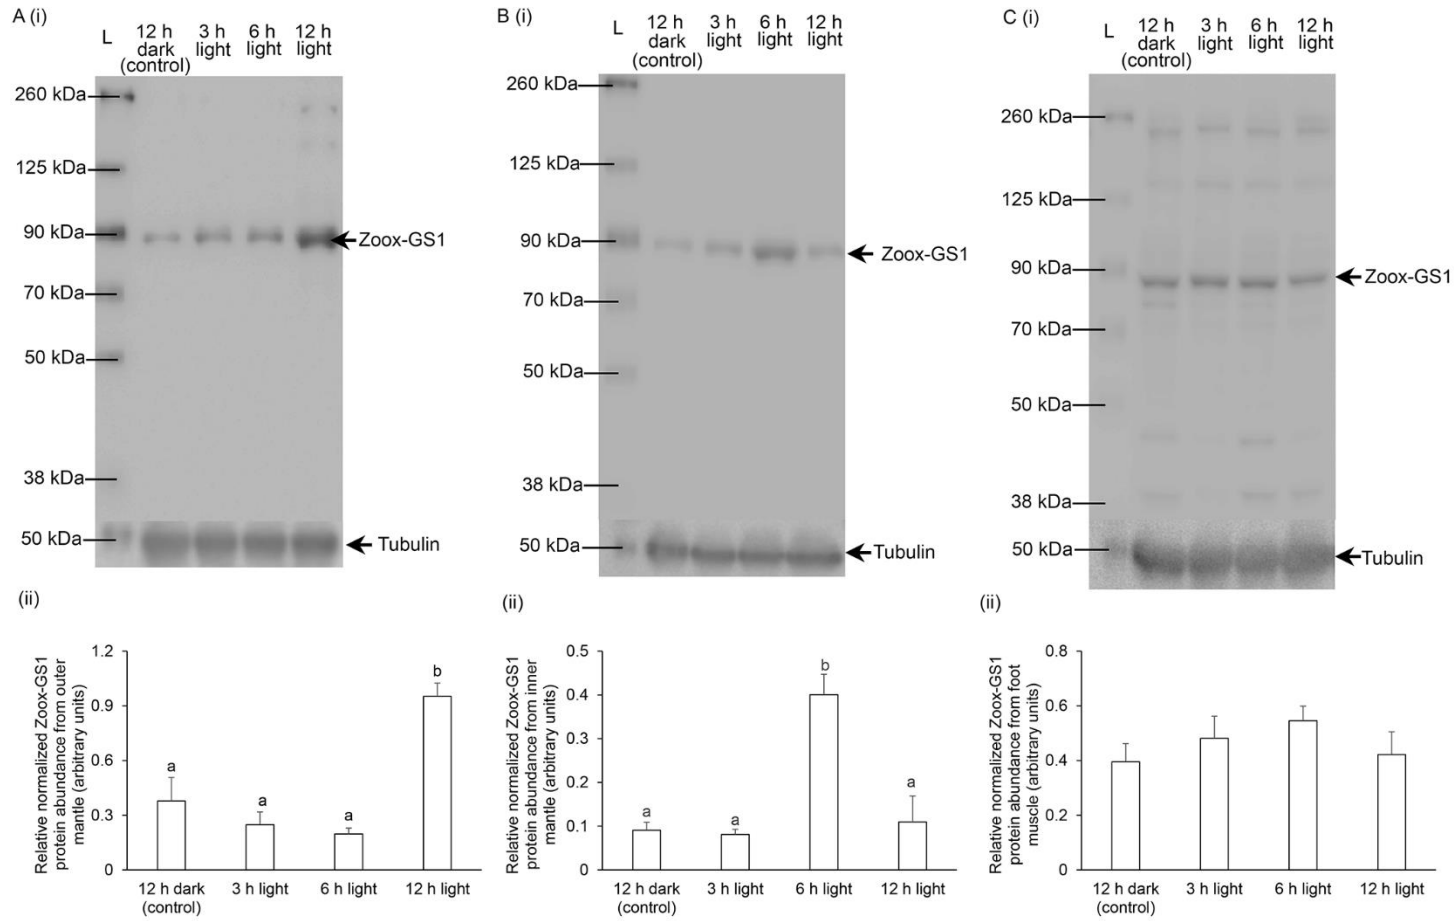 A (i)
L
12 h
dark
(control)
3 h
light
6 h
light
12 h
light
260 kDa
125 kDa
90 kDa
Zoox-GS1
70 kDa
50 kDa
38 kDa
50 kDa
Tubulin
(ii)
Relative normalized Zoox-GS1
protein abundance from outer
mantle (arbitrary units)
1.2
0.9
0.6
0.3
0
a
a
a
b
12 h dark
(control)
3 h light
6 h light
12 h light
B (i)
L
12 h
dark
(control)
3 h
light
6 h
light
12 h
light
260 kDa
125 kDa
90 kDa
Zoox-GS1
70 kDa
50 kDa
38 kDa
50 kDa
Tubulin
(ii)
Relative normalized Zoox-GS1
protein abundance from inner
mantle (arbitrary units)
0.5
0.4
0.3
0.2
0.1
0
a
a
b
a
12 h dark
(control)
3 h light
6 h light
12 h light
C (i)
L
12 h
dark
(control)
3 h
light
6 h
light
12 h
light
260 kDa
125 kDa
90 kDa
Zoox-GS1
70 kDa
50 kDa
38 kDa
50 kDa
Tubulin
(ii)
Relative normalized Zoox-GS1
protein abundance from foot
muscle (arbitrary units)
0.8
0.6
0.4
0.2
0
12 h dark
(control)
3 h light
6 h light
12 h light